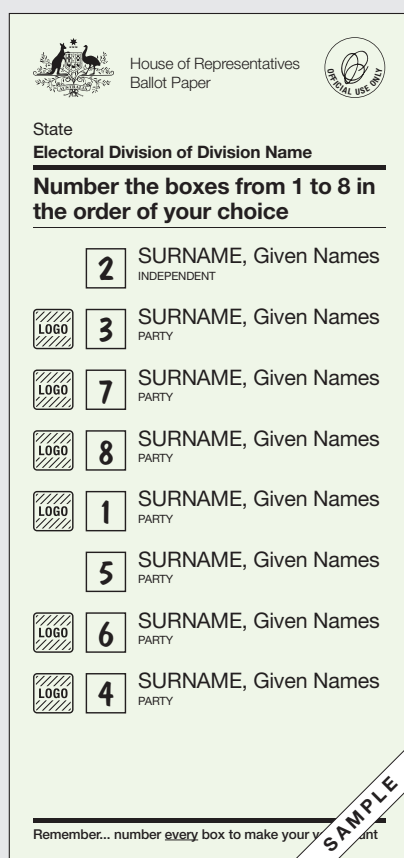 House of Representatives
Ballot Paper
OFFICIAL USE ONLY
State
Electoral Division of Division Name
Number the boxes from 1 to 8 in
the order of your choice
2 SURNAME, Given Names
INDEPENDENT
LOGO 3 SURNAME, Given Names
PARTY
LOGO 7 SURNAME, Given Names
PARTY
LOGO 8 SURNAME, Given Names
PARTY
LOGO 1 SURNAME, Given Names
PARTY
5 SURNAME, Given Names
PARTY
LOGO 6 SURNAME, Given Names
PARTY
LOGO 4 SURNAME, Given Names
PARTY
Remember... number every box to make your
SAMPLE